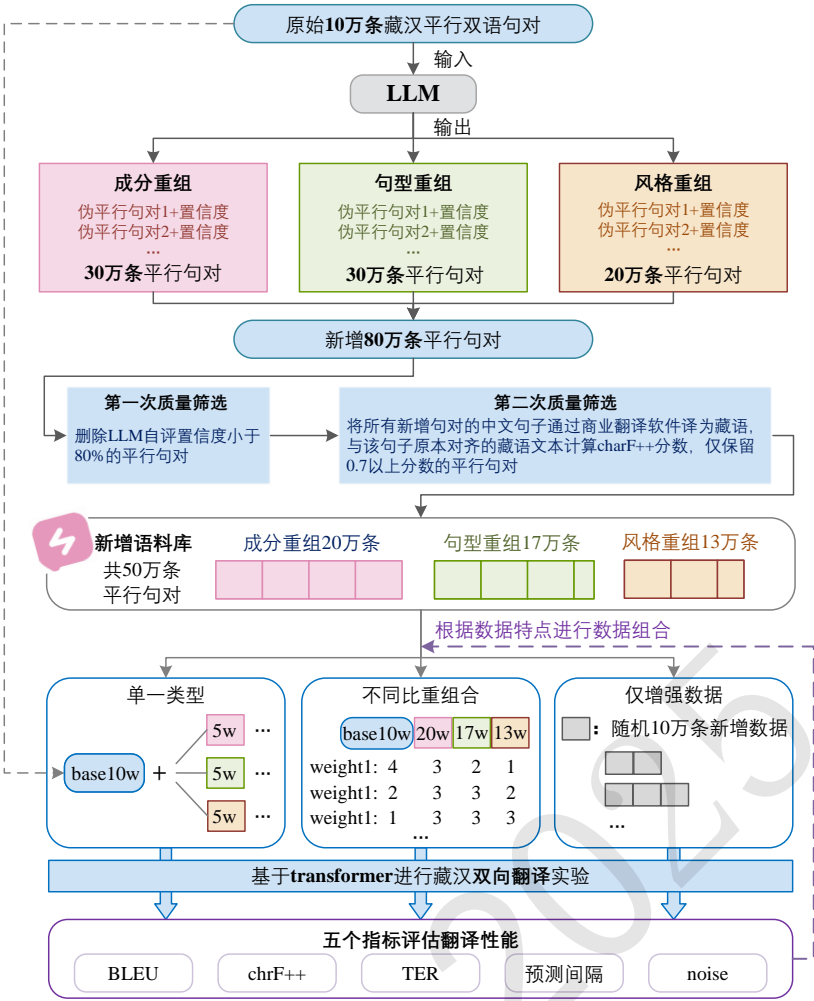 原始10万条藏汉平行双语句对
输入
LLM
输出
成分重组
伪平行句对1+置信度
伪平行句对2+置信度
...
30万条平行句对
句型重组
伪平行句对1+置信度
伪平行句对2+置信度
...
30万条平行句对
风格重组
伪平行句对1+置信度
伪平行句对2+置信度
...
20万条平行句对
新增80万条平行句对
第一次质量筛选
删除LLM自评置信度小于
80%的平行句对
第二次质量筛选
将所有新增句对的中文句子通过商业翻译软件译为藏语，
与该句子原本对齐的藏语文本计算charF++分数，仅保留
0.7以上分数的平行句对
新增语料库
共50万条
平行句对
成分重组20万条
句型重组17万条
风格重组13万条
根据数据特点进行数据组合
单一类型
base10w +
5w ...
5w ...
5w ...
不同比重组合
base10w 20w 17w 13w
weight1: 4 3 2 1
weight1: 2 3 3 2
weight1: 1 3 3 3
...
仅增强数据
：随机10万条新增数据
...
基于transformer进行藏汉双向翻译实验
五个指标评估翻译性能
BLEU
chrF++
TER
预测间隔
noise
2025